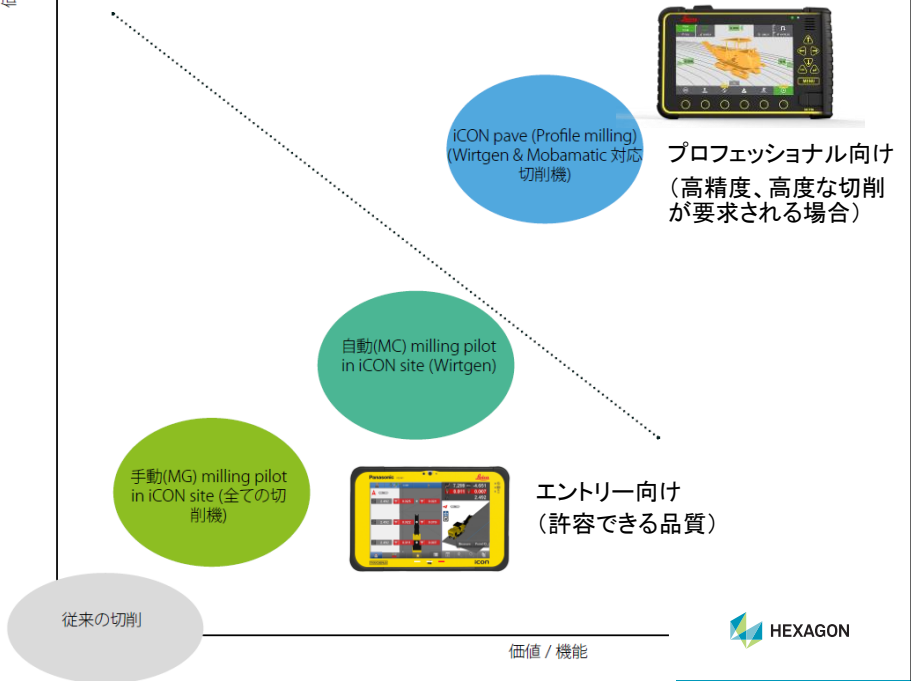 iCON pave (Profile milling)
(Wirtgen & Mobamatic 対応
切削機)
プロフェッショナル向け
（高精度、高度な切削
が要求される場合）
自動(MC) milling pilot
in iCON site (Wirtgen)
手動(MG) milling pilot
in iCON site (全ての切
削機)
Panasonic
Leica
icon
エントリー向け
（許容できる品質）
従来の切削
価値 / 機能
HEXAGON